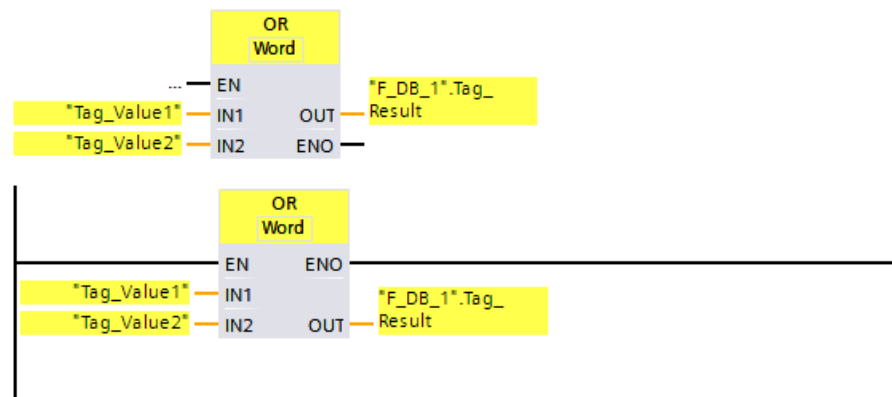 OR
Word
... EN
"Tag_Value1" IN1 OUT "F_DB_1".Tag_
Result
"Tag_Value2" IN2 ENO
OR
Word
EN ENO
"Tag_Value1" IN1
"Tag_Value2" IN2 OUT "F_DB_1".Tag_
Result